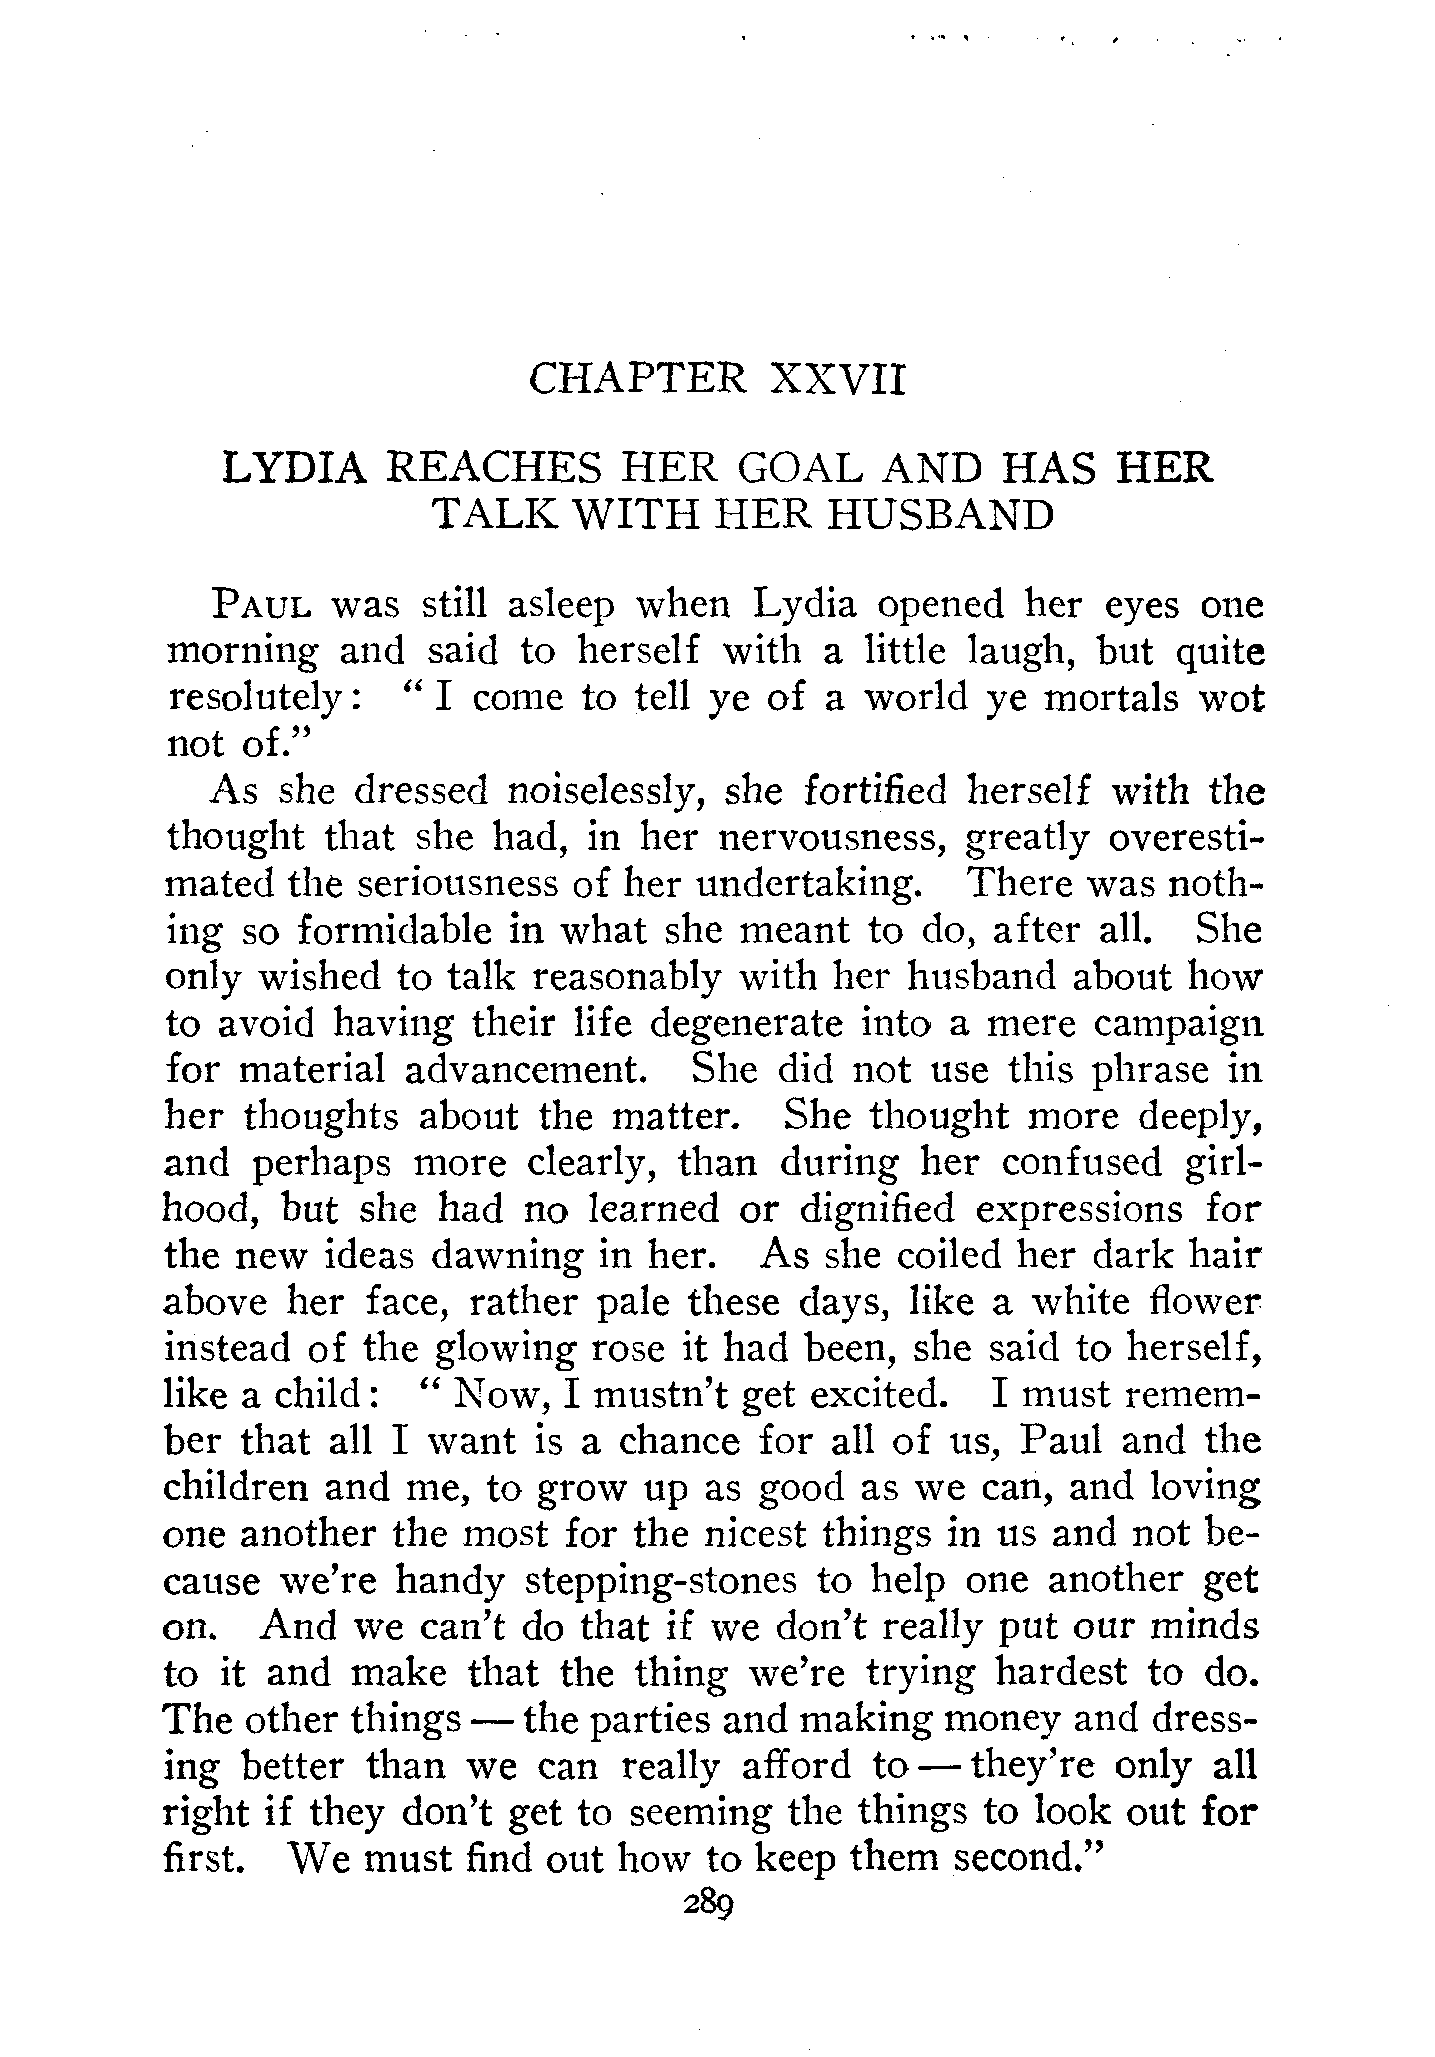 CHAPTER XXVII
LYDIA REACHES HER GOAL AND HAS HER
TALK WITH HER HUSBAND
PAUL was still asleep when Lydia opened her eyes one
morning and said to herself with a little laugh, but quite
resolutely: "I come to tell ye of a world ye mortals wot
not of."
As she dressed noiselessly, she fortified herself with the
thought that she had, in her nervousness, greatly overesti-
mated the seriousness of her undertaking. There was noth-
ing so formidable in what she meant to do, after all. She
only wished to talk reasonably with her husband about how
to avoid having their life degenerate into a mere campaign
for material advancement. She did not use this phrase in
her thoughts about the matter. She thought more deeply,
and perhaps more clearly, than during her confused girl-
hood, but she had no learned or dignified expressions for
the new ideas dawning in her. As she coiled her dark hair
above her face, rather pale these days, like a white flower
instead of the glowing rose it had been, she said to herself,
like a child: "Now, I mustn't get excited. I must remem-
ber that all I want is a chance for all of us, Paul and the
children and me, to grow up as good as we can, and loving
one another the most for the nicest things in us and not be-
cause we're handy stepping-stones to help one another get
on. And we can't do that if we don't really put our minds
to it and make that the thing we're trying hardest to do.
The other things — the parties and making money and dress-
ing better than we can really afford to — they're only all
right if they don't get to seeming the things to look out for
first. We must find out how to keep them second."
289